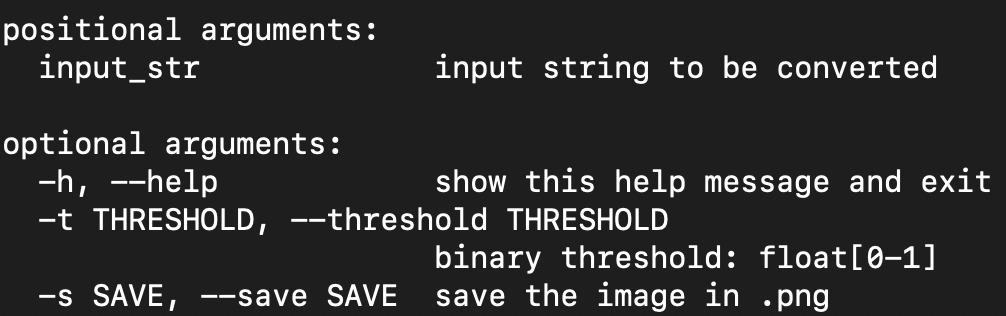 positional arguments:
  input_str             input string to be converted

optional arguments:
  -h, --help            show this help message and exit
  -t THRESHOLD, --threshold THRESHOLD
                        binary threshold: float[0-1]
  -s SAVE, --save SAVE  save the image in .png